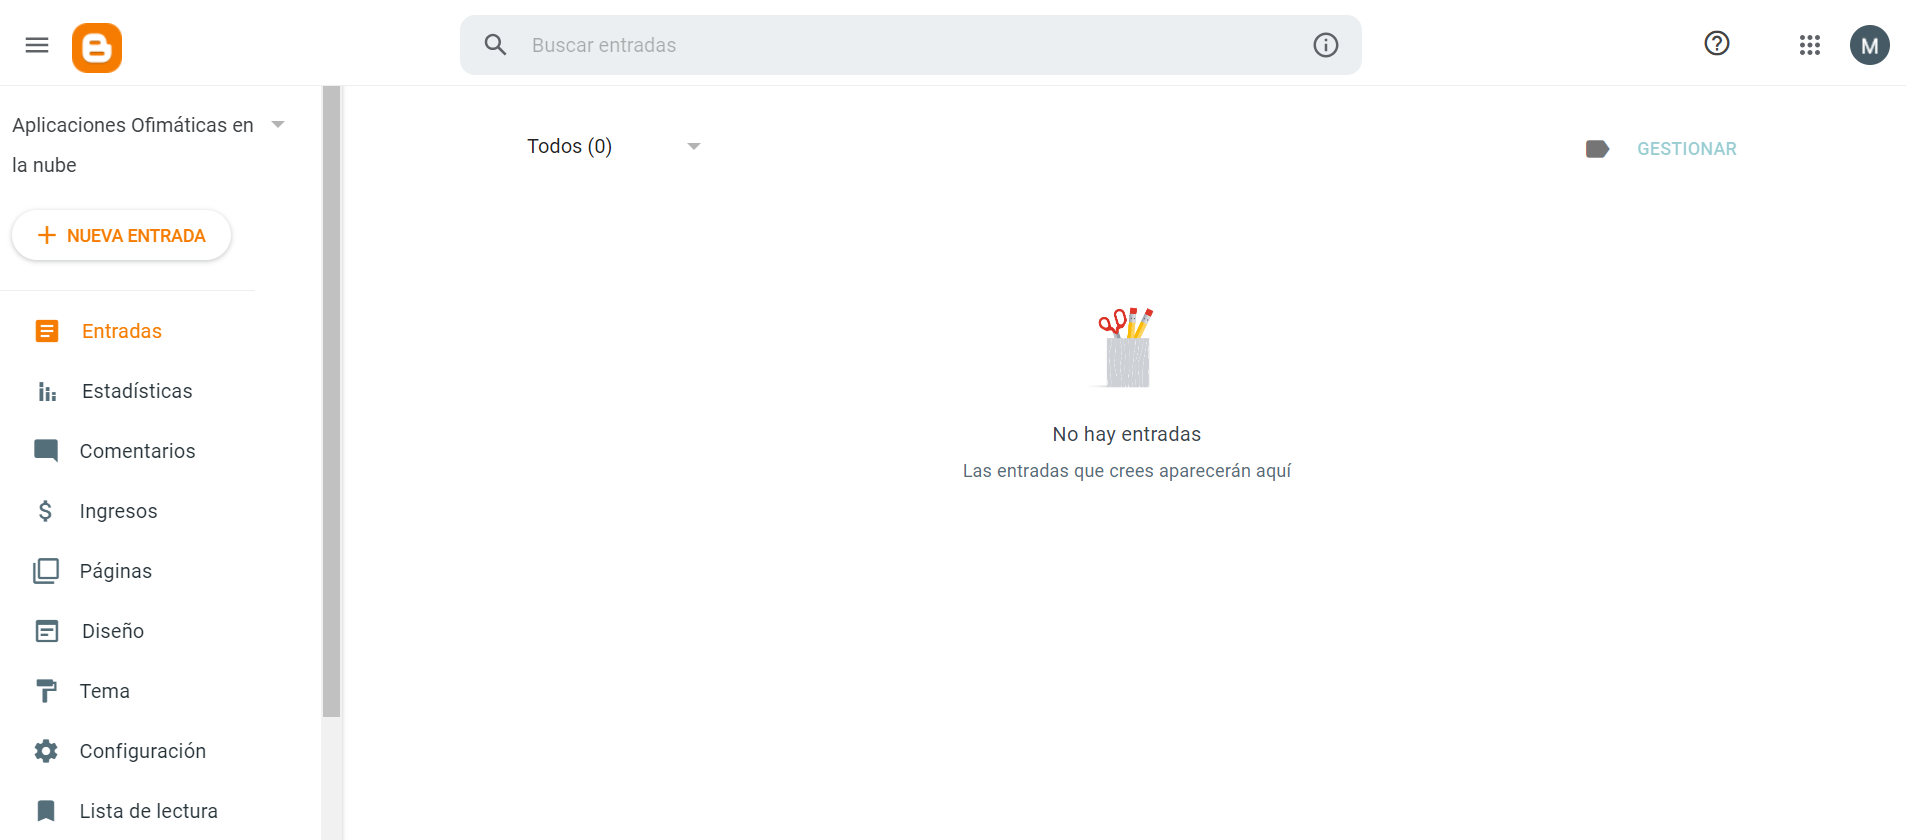 Buscar entradas
M
Aplicaciones Ofimáticas en
la nube
NUEVA ENTRADA
Entradas
Estadísticas
Comentarios
Ingresos
Páginas
Diseño
Tema
Configuración
Lista de lectura
Todos (0)
GESTIONAR
No hay entradas
Las entradas que crees aparecerán aquí